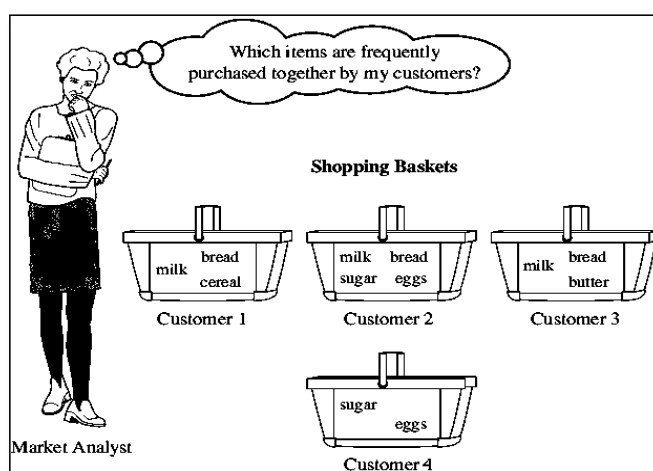 Which items are frequently
purchased together by my customers?
Shopping Baskets
milk bread
cereal
Customer 1
milk bread
sugar eggs
Customer 2
milk bread
butter
Customer 3
sugar
eggs
Customer 4
Market Analyst